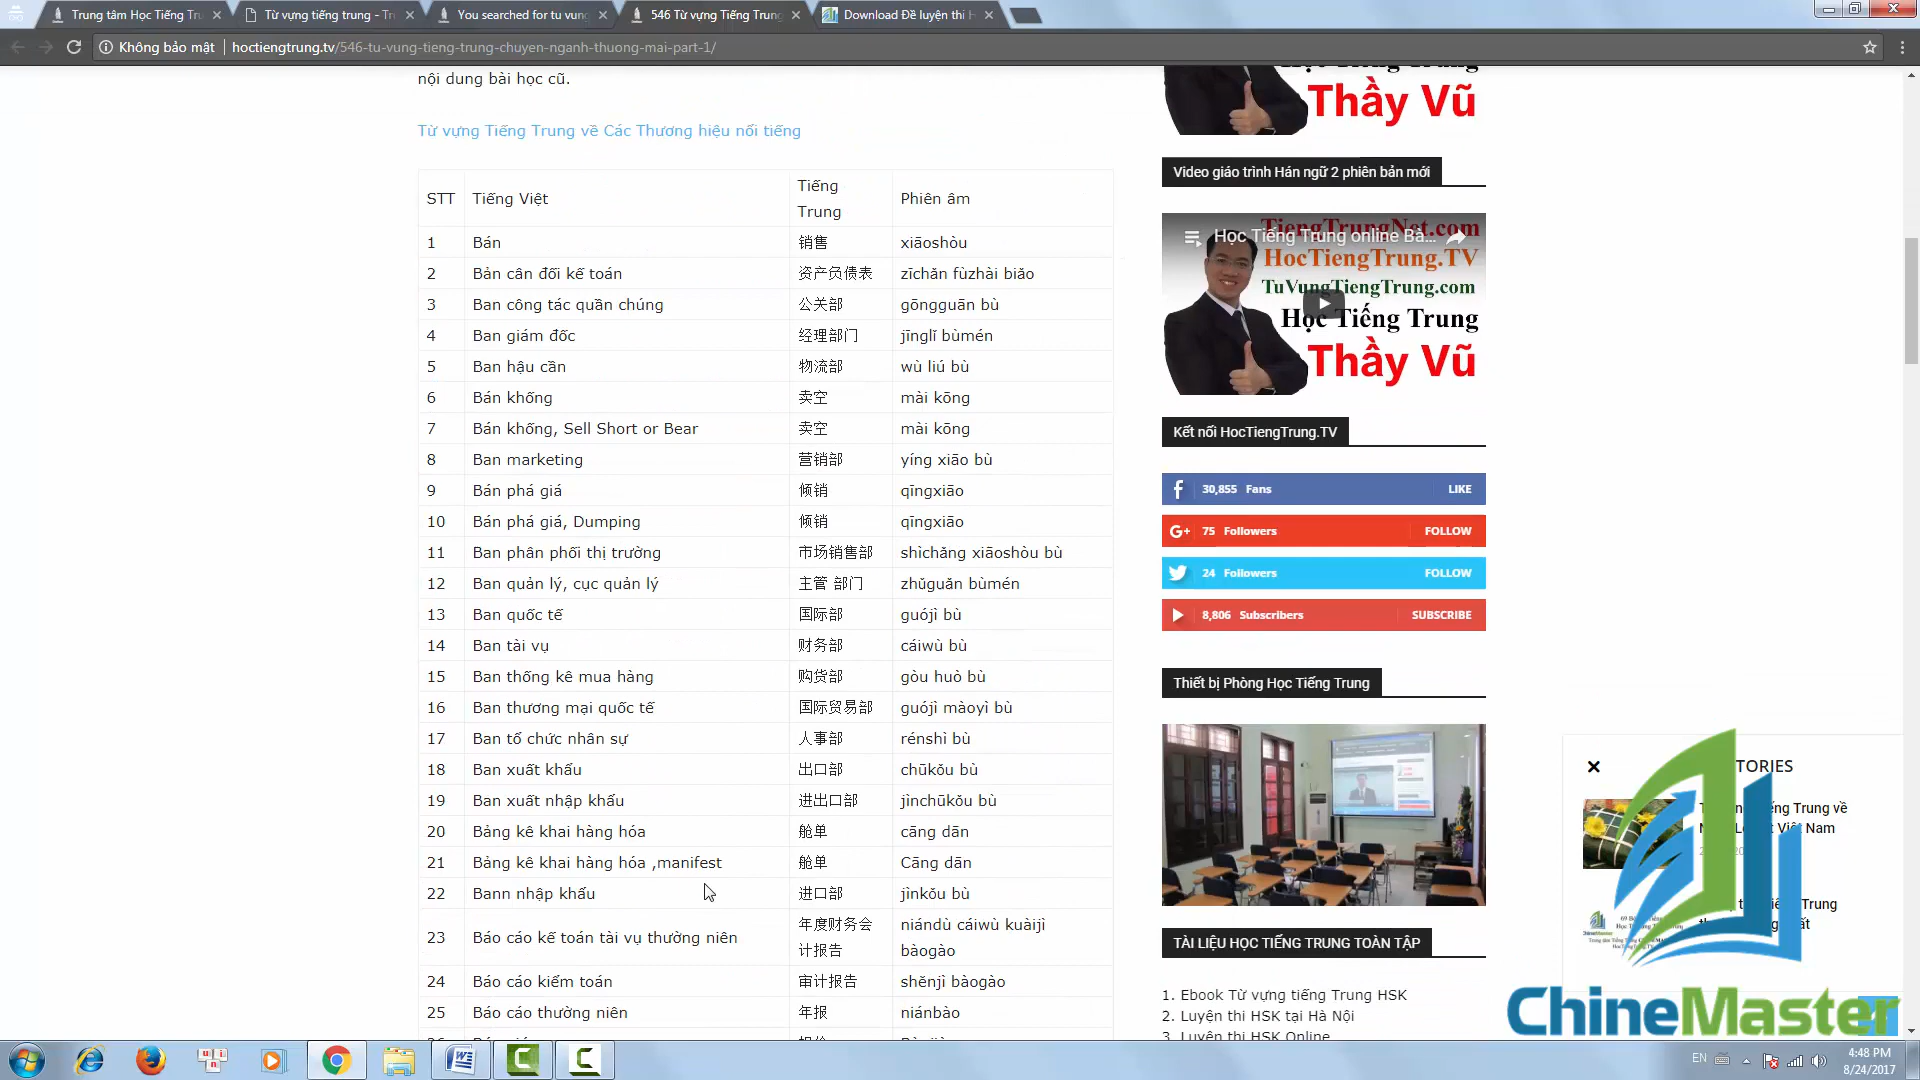 Trung tâm Học Tiếng Tr
Từ vựng tiếng trung - Tr
You searched for tu vung
546 Từ vựng Tiếng Trung
Download Đề luyện thi H
Không bảo mật
hoctiengtrung.tv/546-tu-vung-tieng-trung-chuyen-nganh-thuong-mai-part-1/
nội dung bài học cũ.
Từ vựng Tiếng Trung về Các Thương hiệu nổi tiếng
STT Tiếng Việt Tiếng Trung Phiên âm
1 Bán 销售 xiāoshòu
2 Bản cân đối kế toán 资产负债表 zīchǎn fùzhài biǎo
3 Ban công tác quần chúng 公关部 gōngguān bù
4 Ban giám đốc 经理部门 jīnglǐ bùmén
5 Ban hậu cần 物流部 wù liú bù
6 Bán khống 卖空 mài kōng
7 Bán khống, Sell Short or Bear 卖空 mài kōng
8 Ban marketing 营销部 yíng xiāo bù
9 Bán phá giá 倾销 qīngxiāo
10 Bán phá giá, Dumping 倾销 qīngxiāo
11 Ban phân phối thị trường 市场销售部 shìchǎng xiāoshòu bù
12 Ban quản lý, cục quản lý 主管 部门 zhǔguǎn bùmén
13 Ban quốc tế 国际部 guójì bù
14 Ban tài vụ 财务部 cáiwù bù
15 Ban thống kê mua hàng 购货部 gòu huò bù
16 Ban thương mại quốc tế 国际贸易部 guójì màoyì bù
17 Ban tổ chức nhân sự 人事部 rénshì bù
18 Ban xuất khẩu 出口部 chūkǒu bù
19 Ban xuất nhập khẩu 进出口部 jìnchūkǒu bù
20 Bảng kê khai hàng hóa 舱单 cāng dān
21 Bảng kê khai hàng hóa ,manifest 舱单 Cāng dān
22 Bann nhập khẩu 进口部 jìnkǒu bù
23 Báo cáo kế toán tài vụ thường niên 年度财务会计报告 niándù cáiwù kuàijì bàogào
24 Báo cáo kiểm toán 审计报告 shěnjì bàogào
25 Báo cáo thường niên 年报 niánbào
Thầy Vũ
Video giáo trình Hán ngữ 2 phiên bản mới
TiengTrungNet.com
Học Tiếng Trung online Bà...
HocTiengTrung.TV
TuVungTiengTrung.com
Học Tiếng Trung
Thầy Vũ
Kết nối HocTiengTrung.TV
30,855 Fans LIKE
G+ 75 Followers FOLLOW
24 Followers FOLLOW
8,806 Subscribers SUBSCRIBE
Thiết bị Phòng Học Tiếng Trung
TÀI LIỆU HỌC TIẾNG TRUNG TOÀN TẬP
1. Ebook Từ vựng tiếng Trung HSK
2. Luyện thi HSK tại Hà Nội
3. Luyện thi HSK Online
TORIES
Trung về
Việt Nam
Trung
ChineMaster
EN
4:48 PM
8/24/2017